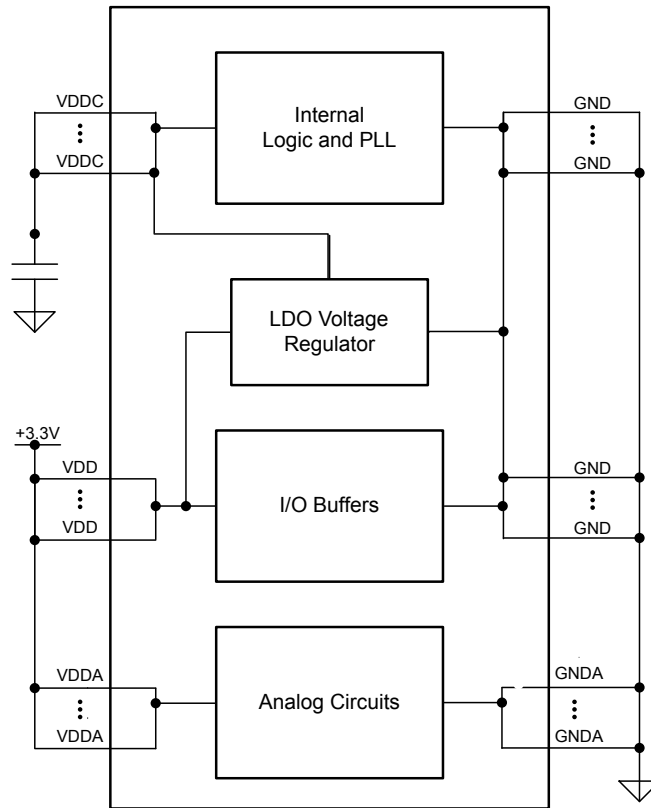 VDDC
VDDC
Internal
Logic and PLL
GND
GND
LDO Voltage
Regulator
+3.3V
VDD
VDD
I/O Buffers
GND
GND
VDDA
VDDA
Analog Circuits
GNDA
GNDA